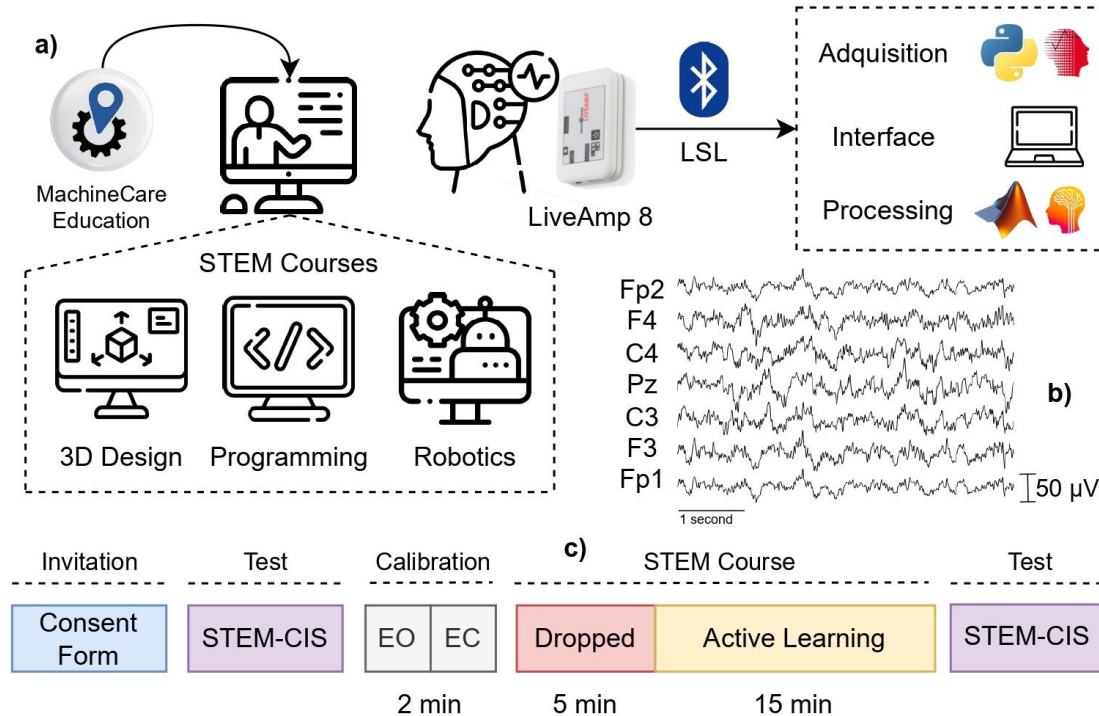 a)
MachineCare
Education
LiveAmp 8
LSL
Adquisition
Interface
Processing
STEM Courses
3D Design
Programming
Robotics
Fp2
F4
C4
Pz
C3
F3
Fp1
b)
50 µV
1 second
c)
Invitation
Test
Calibration
STEM Course
Test
Consent
Form
STEM-CIS
EO
EC
Dropped
Active Learning
STEM-CIS
2 min
5 min
15 min